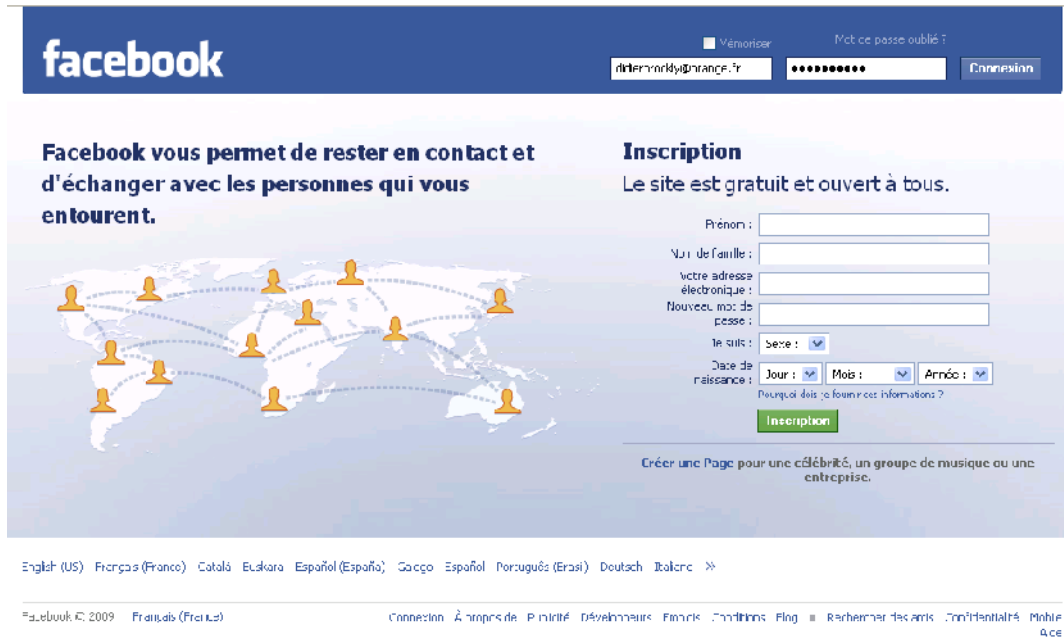 facebook
Mémoriser
Mot de passe oublié ?
Connexion
Facebook vous permet de rester en contact et
d'échanger avec les personnes qui vous
entourent.
Inscription
Le site est gratuit et ouvert à tous.
Prénom :
Nom de famille :
Votre adresse
électronique :
Nouveau mot de
passe :
Je suis :
Sexe :
Date de
naissance :
Jour :
Mois :
Année :
Pourquoi dois-je fournir ces informations ?
Inscription
Créer une Page pour une célébrité, un groupe de musique ou une
entreprise.
English (US) Français (France) Català Euskara Español (España) Galego Español Português (Brasil) Deutsch Italiano »
Facebook © 2009 Français (France)
Connexion À propos de Publicité Développeurs Emplois Conditions Blog Rechercher des amis Confidentialité Mobile
Aide